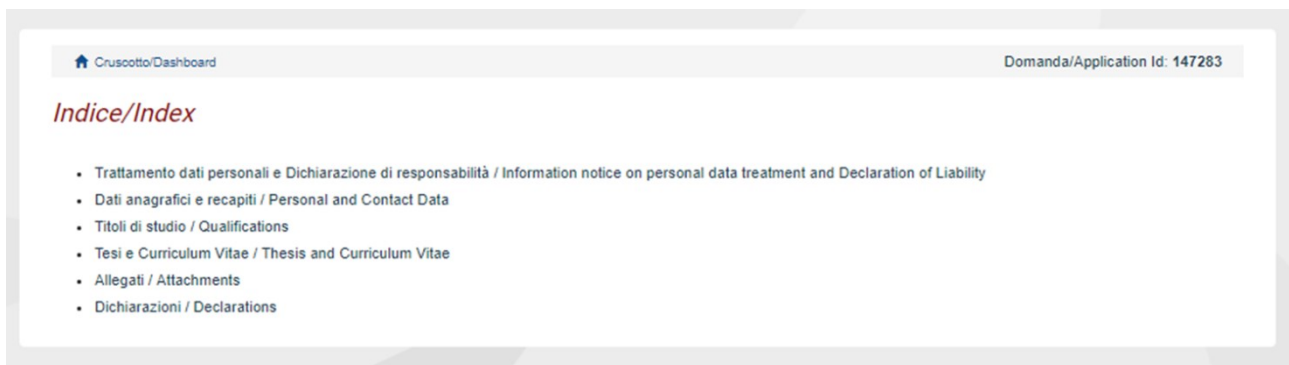 Cruscotto/Dashboard
Domanda/Application Id: 147283
Indice/Index
Trattamento dati personali e Dichiarazione di responsabilità / Information notice on personal data treatment and Declaration of Liability
Dati anagrafici e recapiti / Personal and Contact Data
Titoli di studio / Qualifications
Tesi e Curriculum Vitae / Thesis and Curriculum Vitae
Allegati / Attachments
Dichiarazioni / Declarations